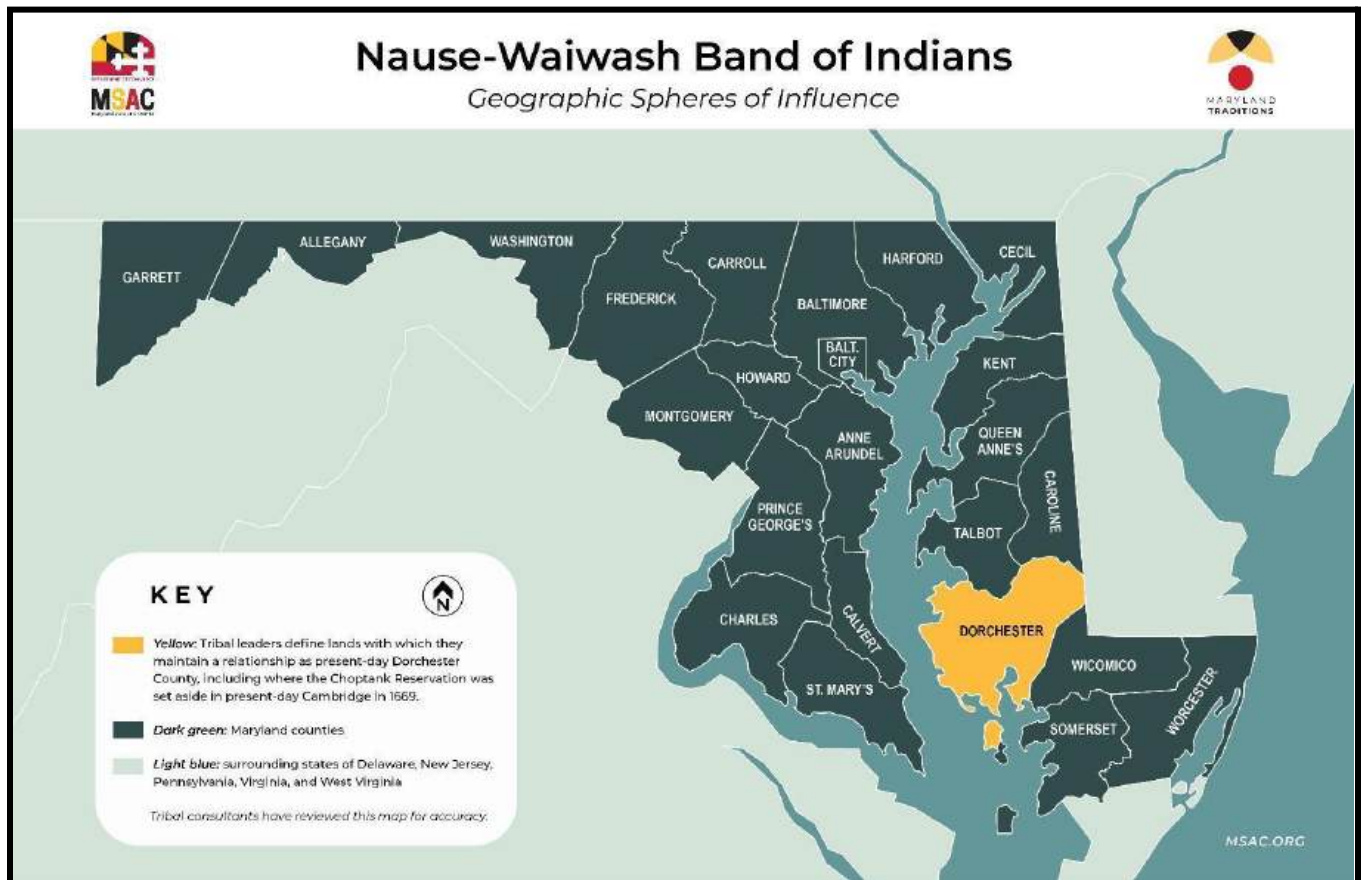 Nause-Waiwash Band of Indians
Geographic Spheres of Influence
MSAC
MARYLAND
TRADITIONS
GARRETT
ALLEGANY
WASHINGTON
FREDERICK
CARROLL
BALTIMORE
HARFORD
CECIL
BALT.
CITY
KENT
HOWARD
MONTGOMERY
ANNE
ARUNDEL
QUEEN
ANNE'S
CAROLINE
PRINCE
GEORGE'S
TALBOT
CHARLES
CALVERT
DORCHESTER
ST. MARY'S
WICOMICO
SOMERSET
WORCESTER
KEY
N
Yellow: Tribal leaders define lands with which they
maintain a relationship as present-day Dorchester
County, including where the Choptank Reservation was
set aside in present-day Cambridge in 1669.
Dark green: Maryland counties
Light blue: surrounding states of Delaware, New Jersey,
Pennsylvania, Virginia, and West Virginia
Tribal consultants have reviewed this map for accuracy.
MSAC.ORG